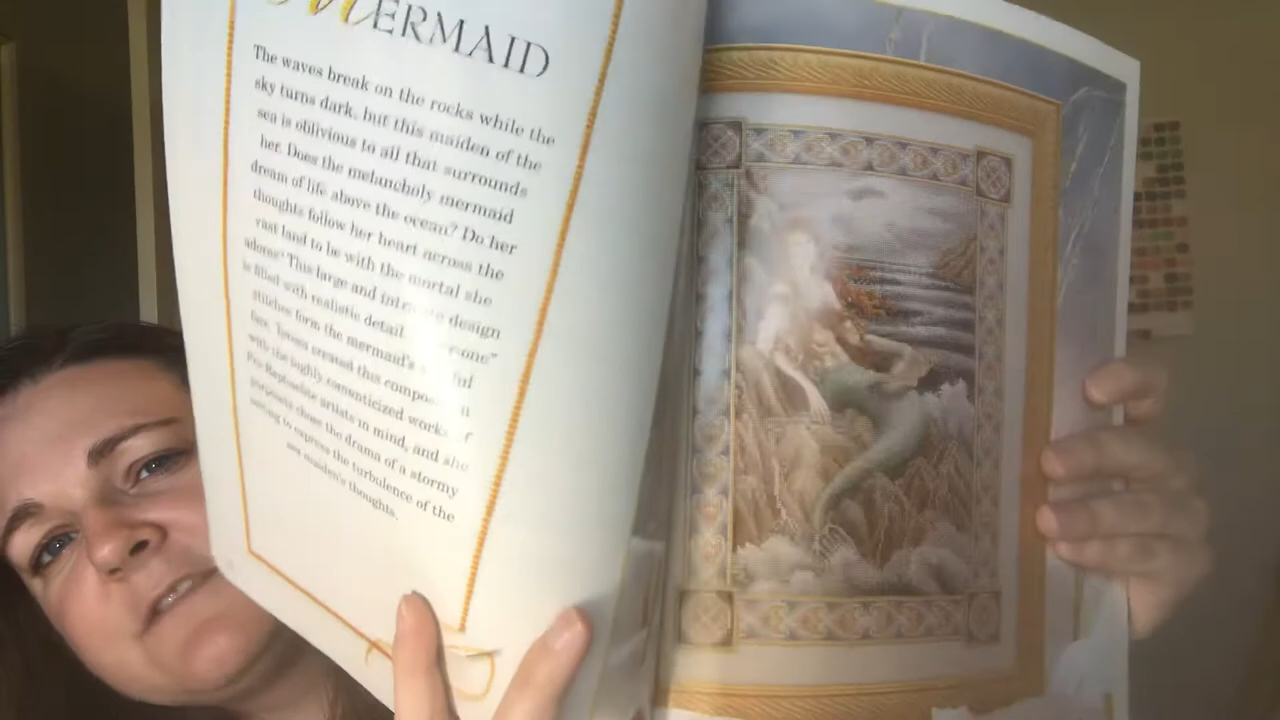 MERMAID
The waves break on the rocks while the
sky turns dark, but this maiden of the
sea is oblivious to all that surrounds
her. Does the melancholy mermaid
dream of life above the ocean? Do her
thoughts follow her heart across the
vast land to be with the mortal she
adores? This large and intricate design
is filled with realistic detail. "one"
stitches form the mermaid's
face. Teresa created this
with the highly romanticized works of
Pre-Raphaelite artists in mind, and she
purposely chose the drama of a stormy
setting to express the turbulence of the
sea maiden's thoughts.